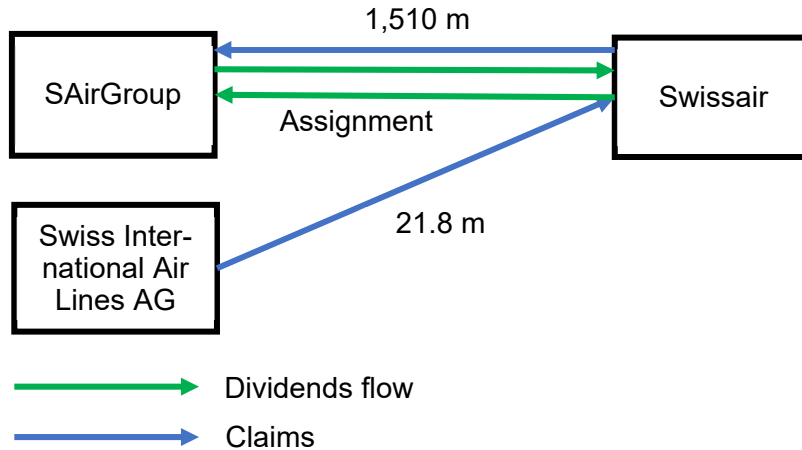 1,510 m
SAirGroup
Swissair
Assignment
Swiss Inter-
national Air
Lines AG
21.8 m
Dividends flow
Claims